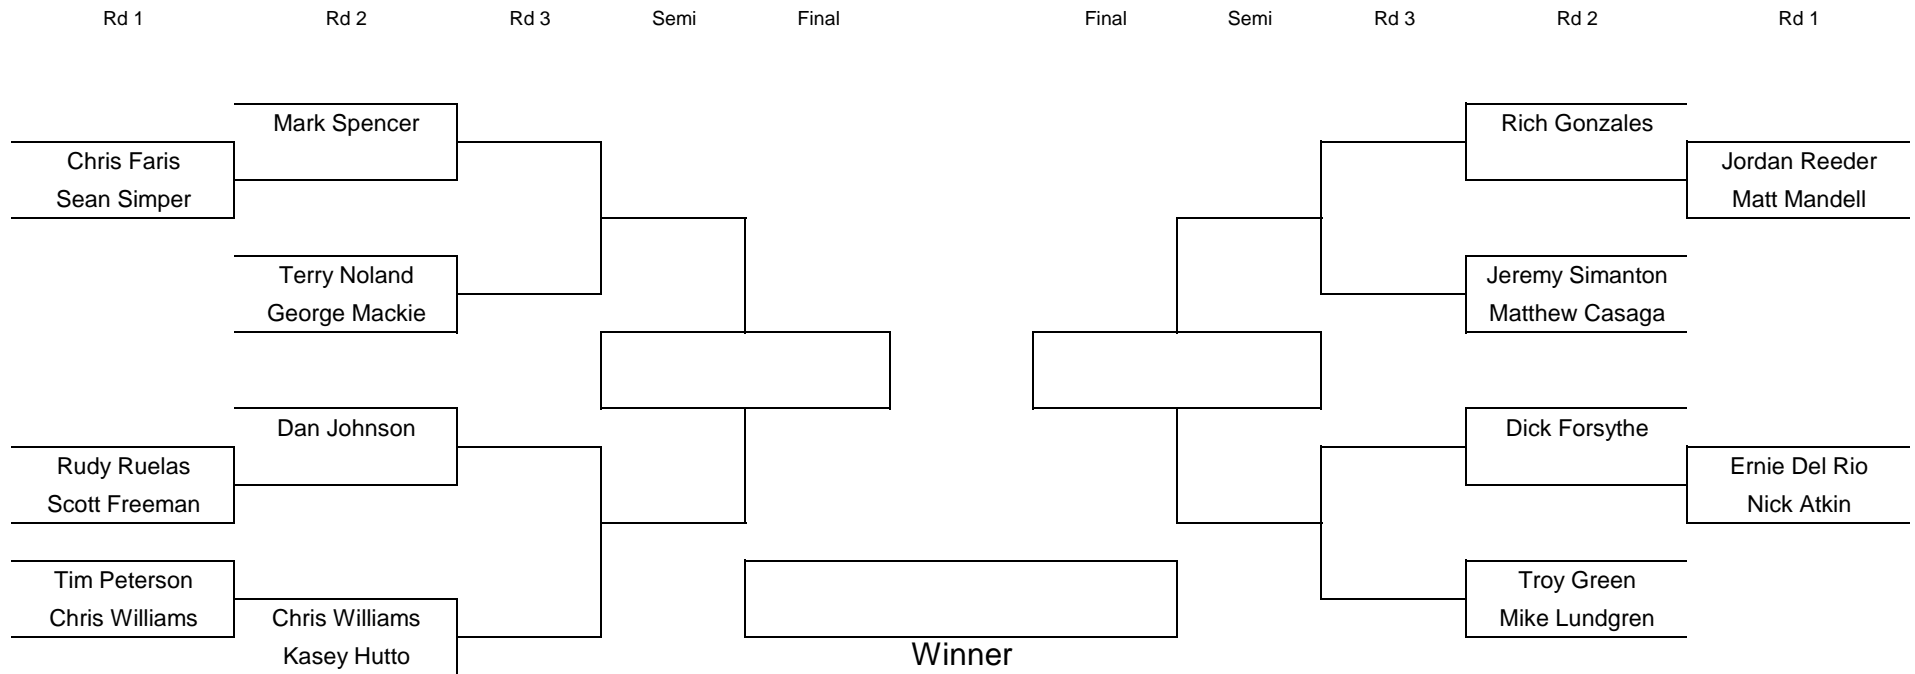 Rd 1 Rd 2 Rd 3 Semi Final Final Semi Rd 3 Rd 2 Rd 1
Mark Spencer Rich Gonzales
Chris Faris Jordan Reeder
Sean Simper Matt Mandell
Terry Noland Jeremy Simanton
George Mackie Matthew Casaga
Dan Johnson Dick Forsythe
Rudy Ruelas Ernie Del Rio
Scott Freeman Nick Atkin
Tim Peterson Troy Green
Chris Williams Chris Williams Mike Lundgren
Kasey Hutto Winner